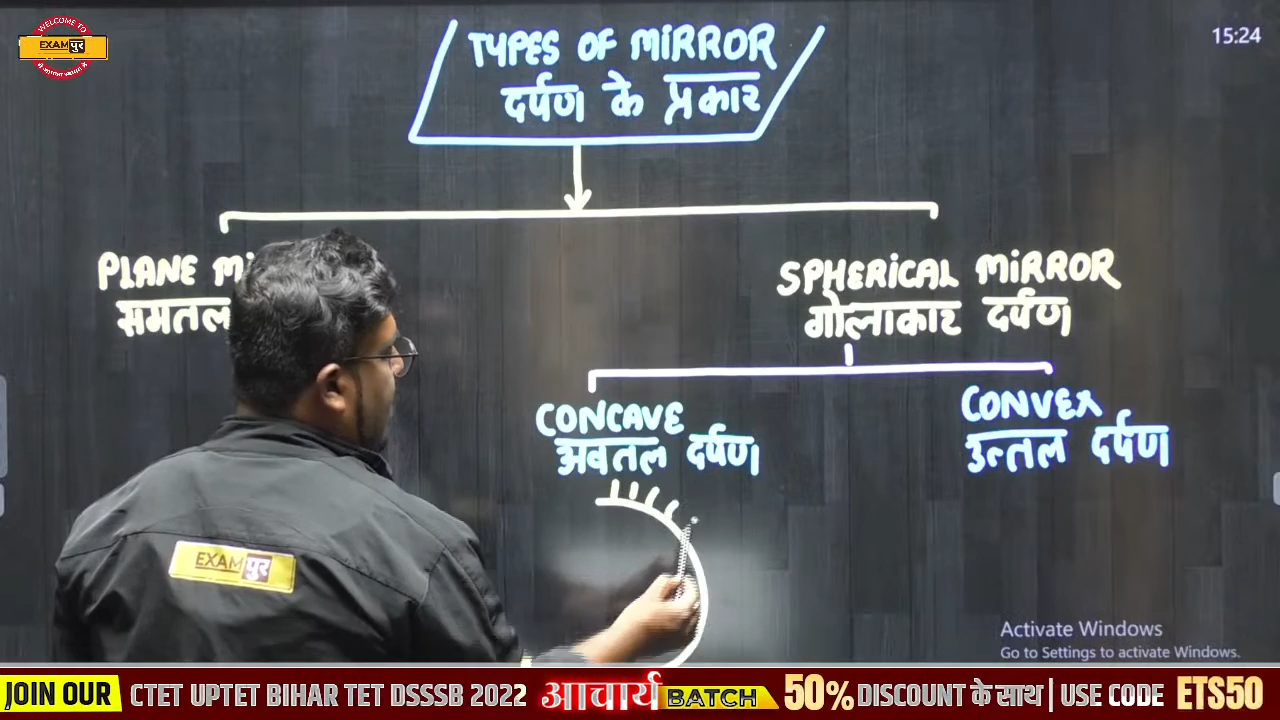 WELCOME TO
EXAMपुर
15:24
TYPES OF MIRROR
दर्पण के प्रकार
PLANE MI
समतल
SPHERICAL MIRROR
गोलाकार दर्पण
CONCAVE
अवतल दर्पण
CONVEX
उत्तल दर्पण
EXAMपुर
Activate Windows
Go to Settings to activate Windows.
JOIN OUR CTET UPTET BIHAR TET DSSSB 2022 आचार्य BATCH 50% DISCOUNT के साथ | USE CODE ETS50